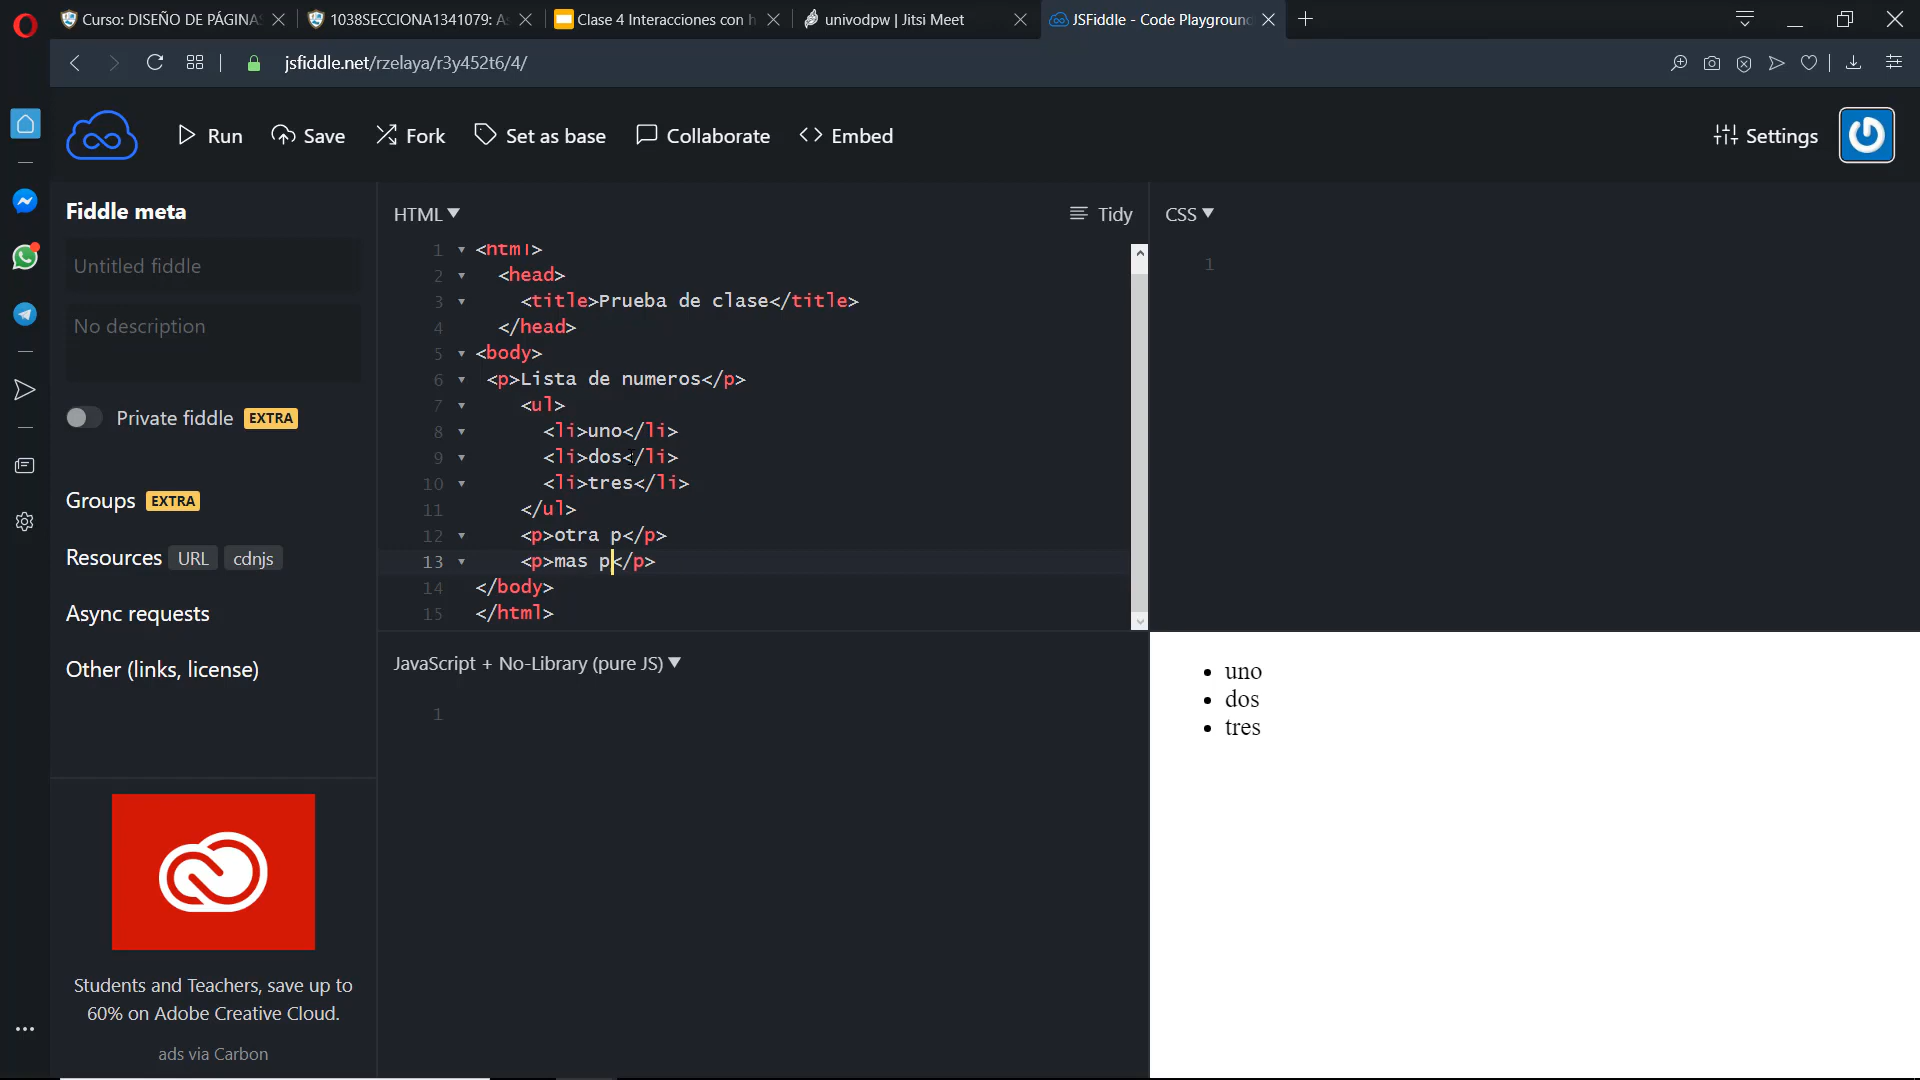 Curso: DISEÑO DE PÁGINAS
1038SECCIONA1341079: As
Clase 4 Interacciones con h
univodpw | Jitsi Meet
JSFiddle - Code Playground
jsfiddle.net/rzelaya/r3y452t6/4/
Run
Save
Fork
Set as base
Collaborate
Embed
Settings
Fiddle meta
Untitled fiddle
No description
Private fiddle EXTRA
Groups EXTRA
Resources URL cdnjs
Async requests
Other (links, license)
Students and Teachers, save up to
60% on Adobe Creative Cloud.
ads via Carbon
HTML
Tidy
1 <html>
2 <head>
3 <title>Prueba de clase</title>
4 </head>
5 <body>
6 <p>Lista de numeros</p>
7 <ul>
8 <li>uno</li>
9 <li>dos</li>
10 <li>tres</li>
11 </ul>
12 <p>otra p</p>
13 <p>mas p</p>
14 </body>
15 </html>
CSS
1
JavaScript + No-Library (pure JS)
1
• uno
• dos
• tres